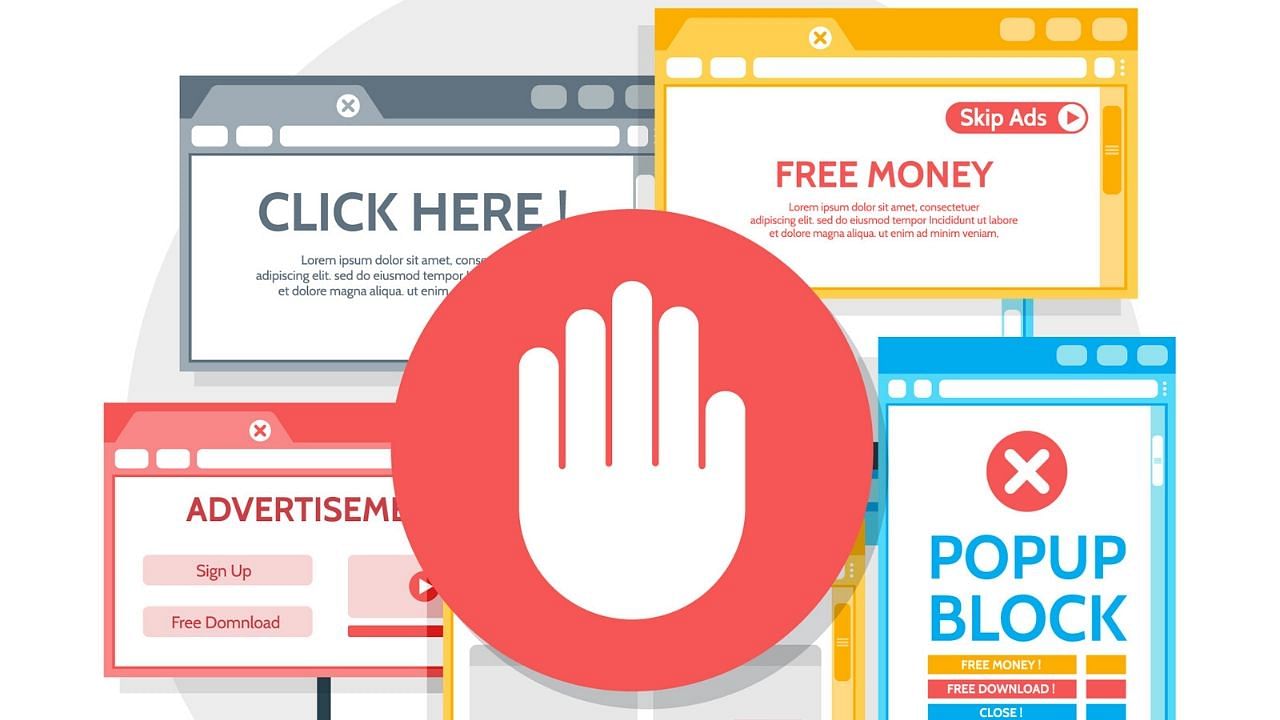 CLICK HERE !
Lorem ipsum dolor sit amet,
adipiscing elit. sed do eiusmod tempor
et dolore magna aliqua. ut enim
Skip Ads
FREE MONEY
Lorem ipsum dolor sit amet, consectetuer
adipiscing elit. sed do eiusmod tempor Incididunt ut labore
et dolore magna aliqua. ut enim ad minim veniam.
ADVERTISEME
Sign Up
Free Domnload
POPUP
BLOCK
FREE MONEY !
FREE DOWNLOAD !
CLOSE !